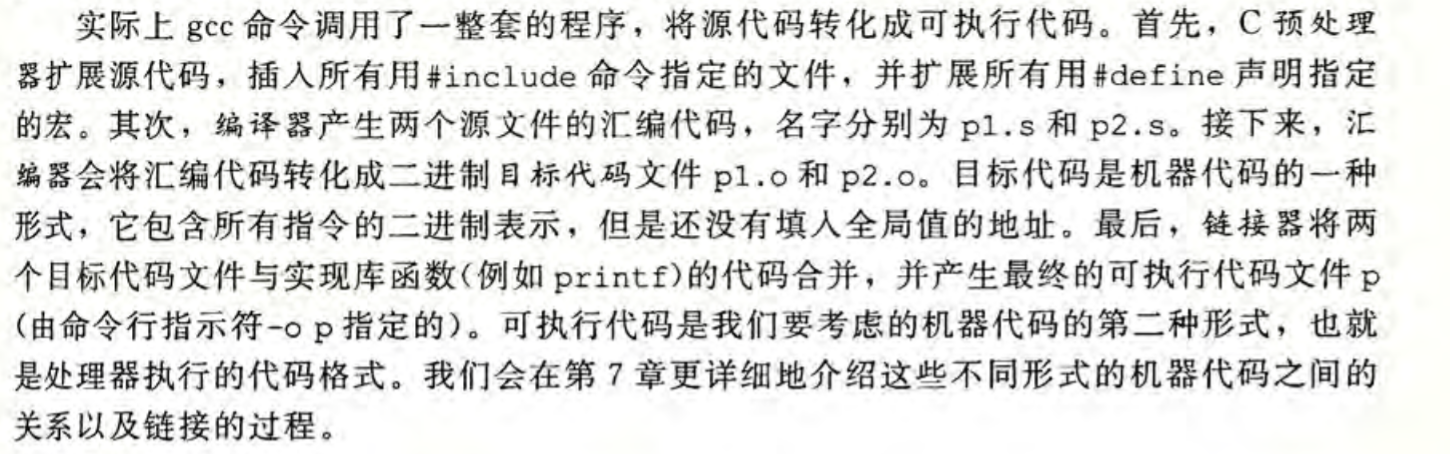 实际上 gcc 命令调用了一整套的程序，将源代码转化成可执行代码。首先，C 预处理
器扩展源代码，插入所有用#include 命令指定的文件，并扩展所有用#define 声明指定
的宏。其次，编译器产生两个源文件的汇编代码，名字分别为 p1.s 和 p2.s。接下来，汇
编器会将汇编代码转化成二进制目标代码文件 p1.o 和 p2.o。目标代码是机器代码的一种
形式，它包含所有指令的二进制表示，但是还没有填入全局值的地址。最后，链接器将两
个目标代码文件与实现库函数(例如 printf)的代码合并，并产生最终的可执行代码文件 p
(由命令行指示符-o p 指定的)。可执行代码是我们要考虑的机器代码的第二种形式，也就
是处理器执行的代码格式。我们会在第 7 章更详细地介绍这些不同形式的机器代码之间的
关系以及链接的过程。